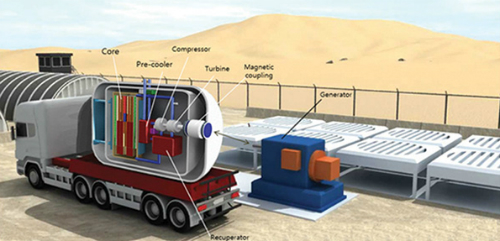 Core
Compressor
Pre-cooler
Turbine
Magnetic
coupling
Generator
Recuperator